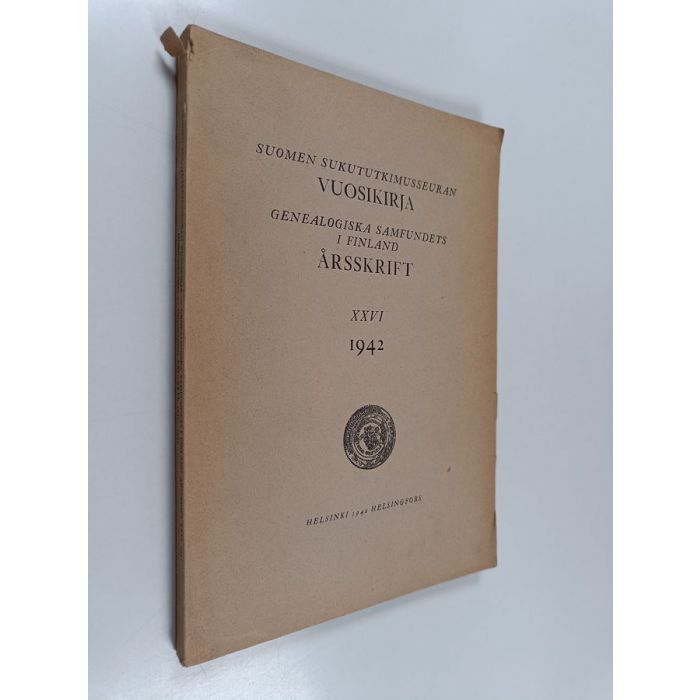 SUOMEN SUKUTUTKIMUSSEURAN
VUOSIKIRJA
GENEALOGISKA SAMFUNDETS
I FINLAND
ÅRSSKRIFT
XXVI
1942
HELSINKI 1942 HELSINGFORS